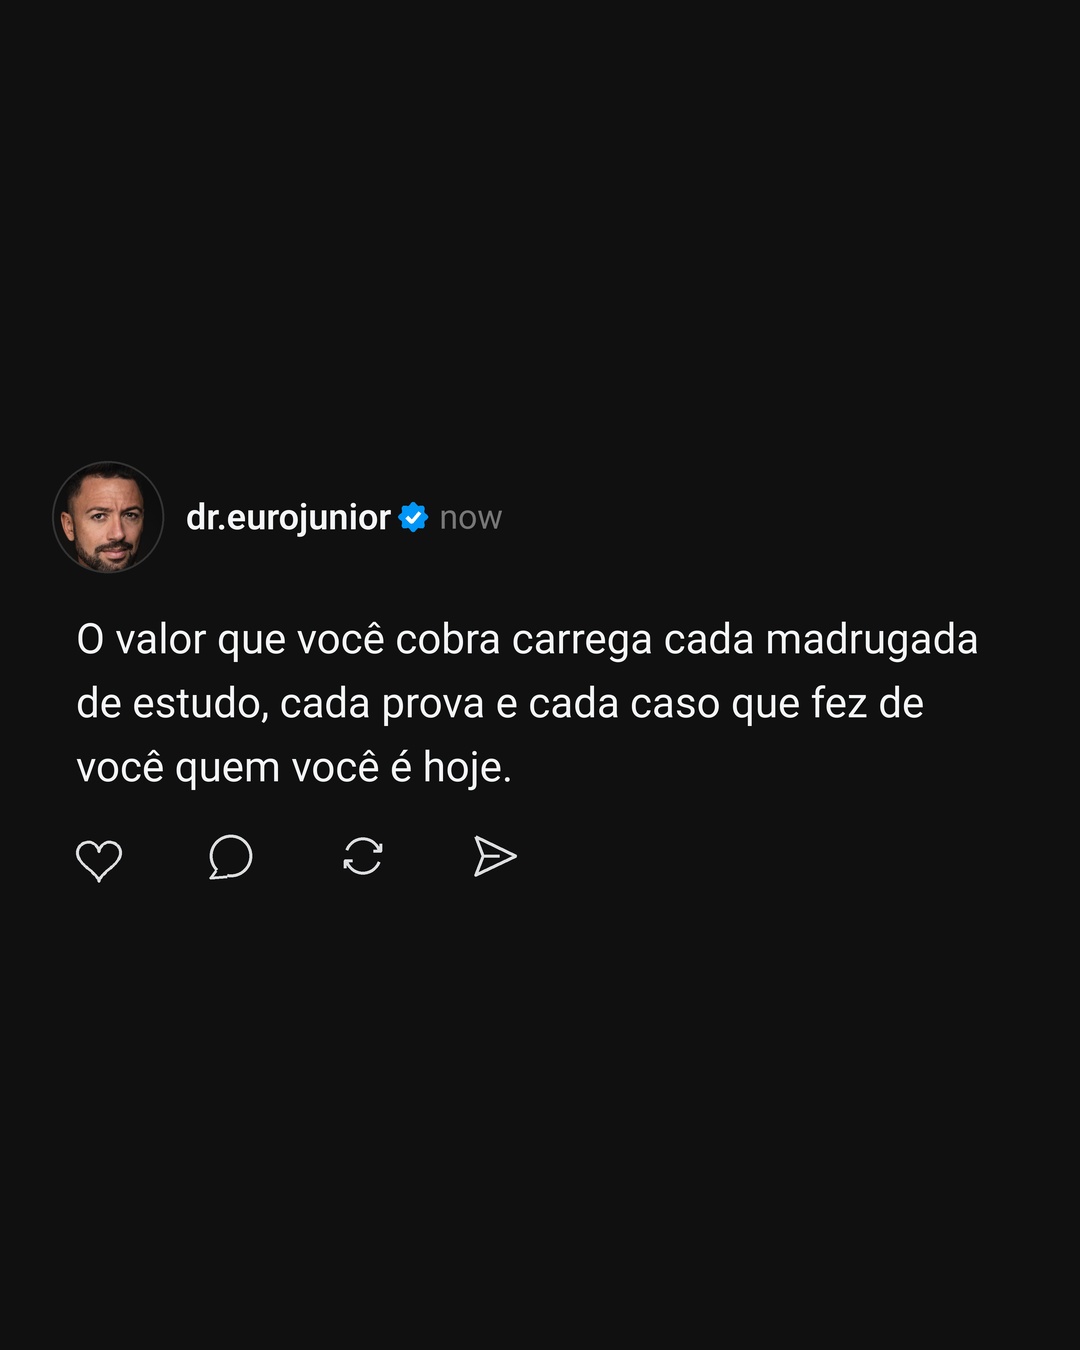 dr.eurojunior now
O valor que você cobra carrega cada madrugada
de estudo, cada prova e cada caso que fez de
você quem você é hoje.